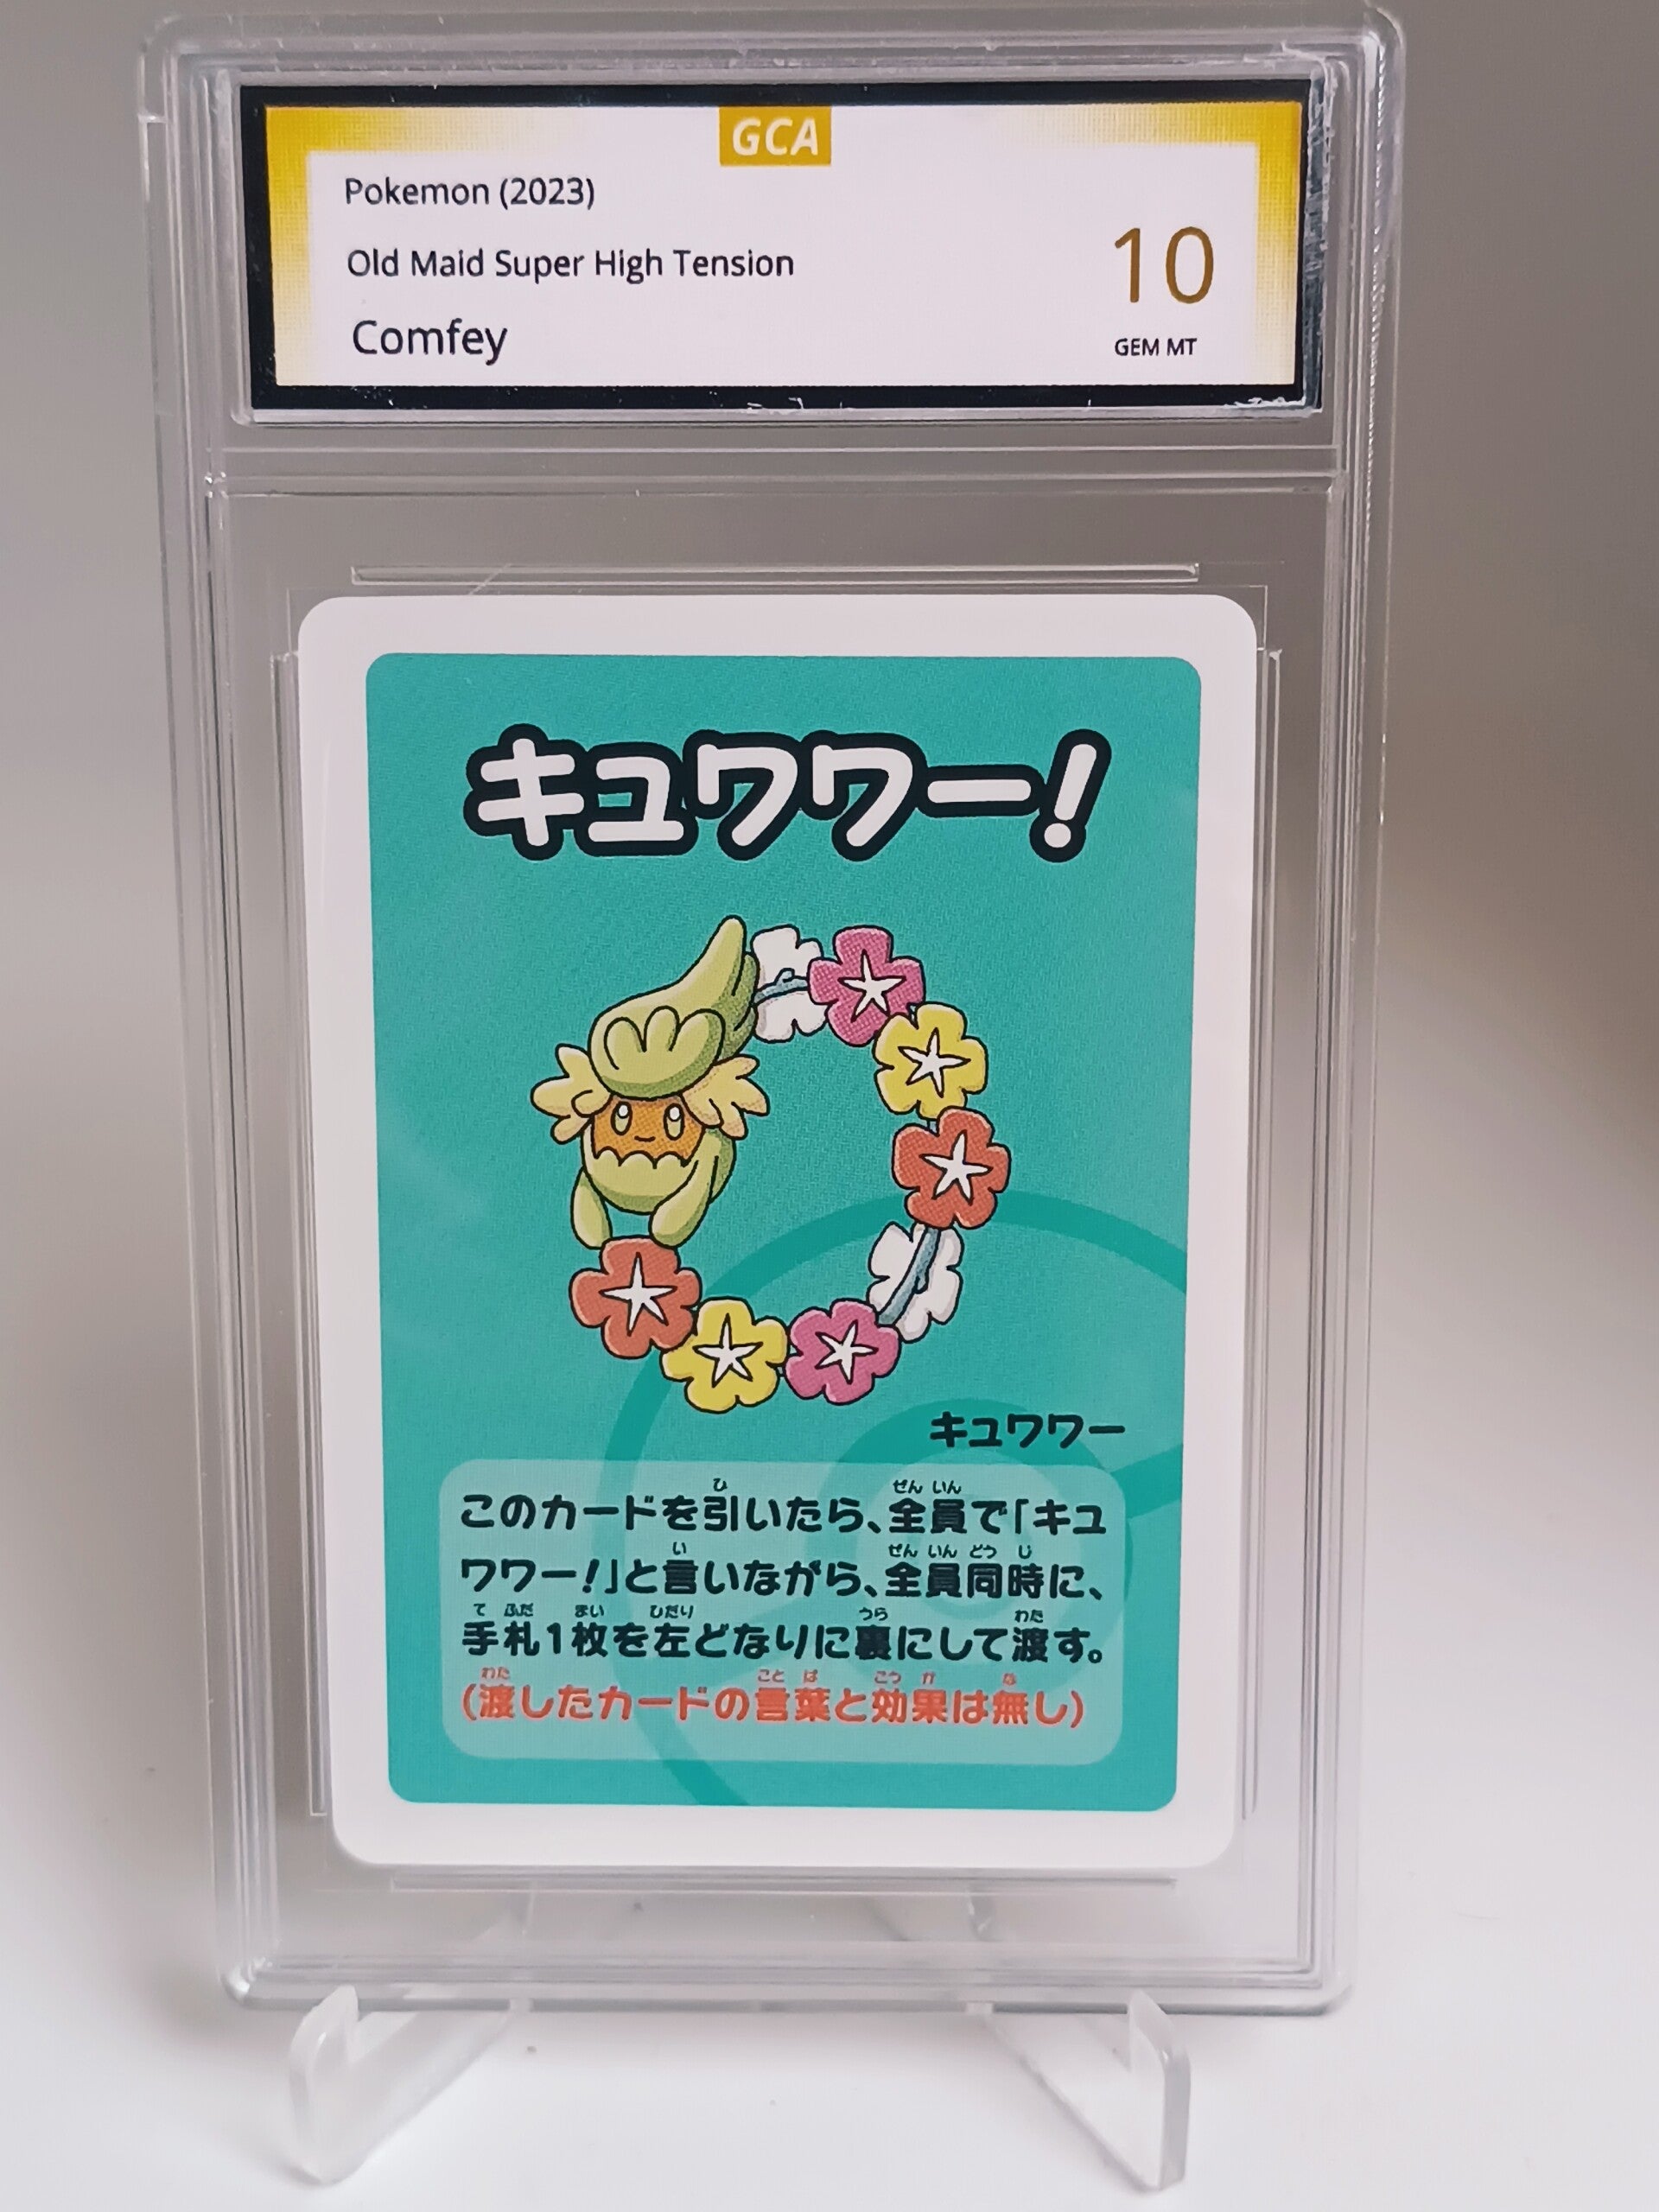 GCA
Pokemon (2023)
Old Maid Super High Tension
Comfey
10
GEM MT
キュワワー!
キュワワー
このカードを引いたら、全員で「キュ
ワワー!」と言いながら、全員同時に、
手札1枚を左どなりに裏にして渡す。
(渡したカードの言葉と効果は無し)